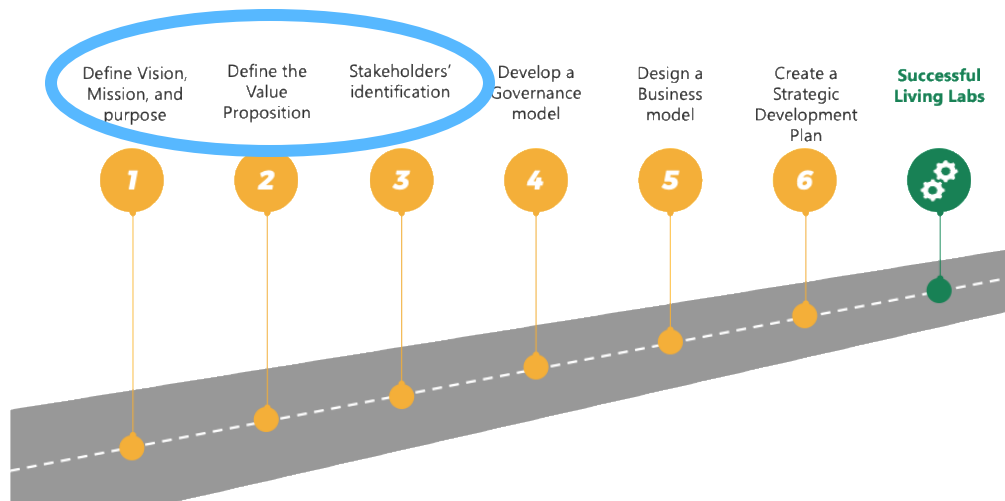 Define Vision,
Mission, and
purpose
Define the
Value
Proposition
Stakeholders'
identification
Develop a
Governance
model
Design a
Business
model
Create a
Strategic
Development
Plan
Successful
Living Labs
1
2
3
4
5
6